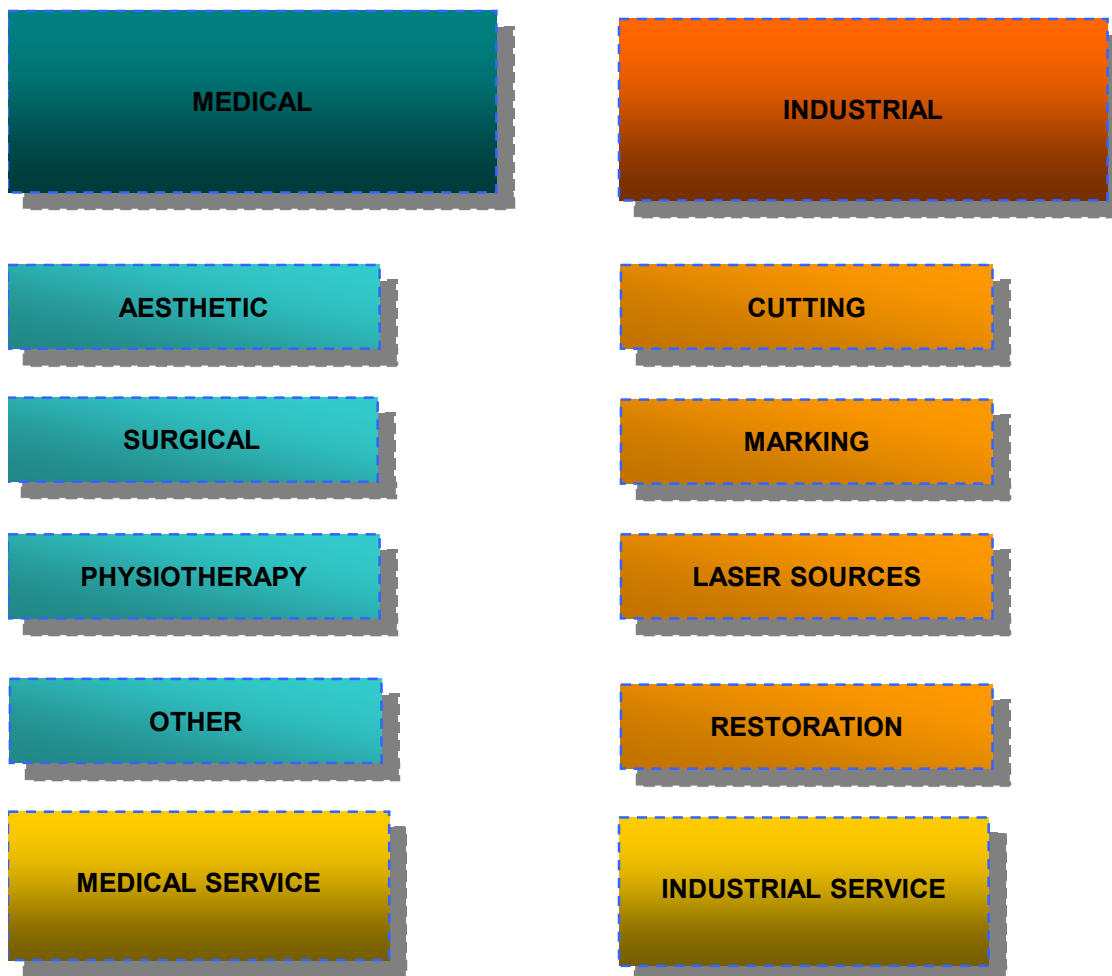 MEDICAL
INDUSTRIAL
AESTHETIC
CUTTING
SURGICAL
MARKING
PHYSIOTHERAPY
LASER SOURCES
OTHER
RESTORATION
MEDICAL SERVICE
INDUSTRIAL SERVICE